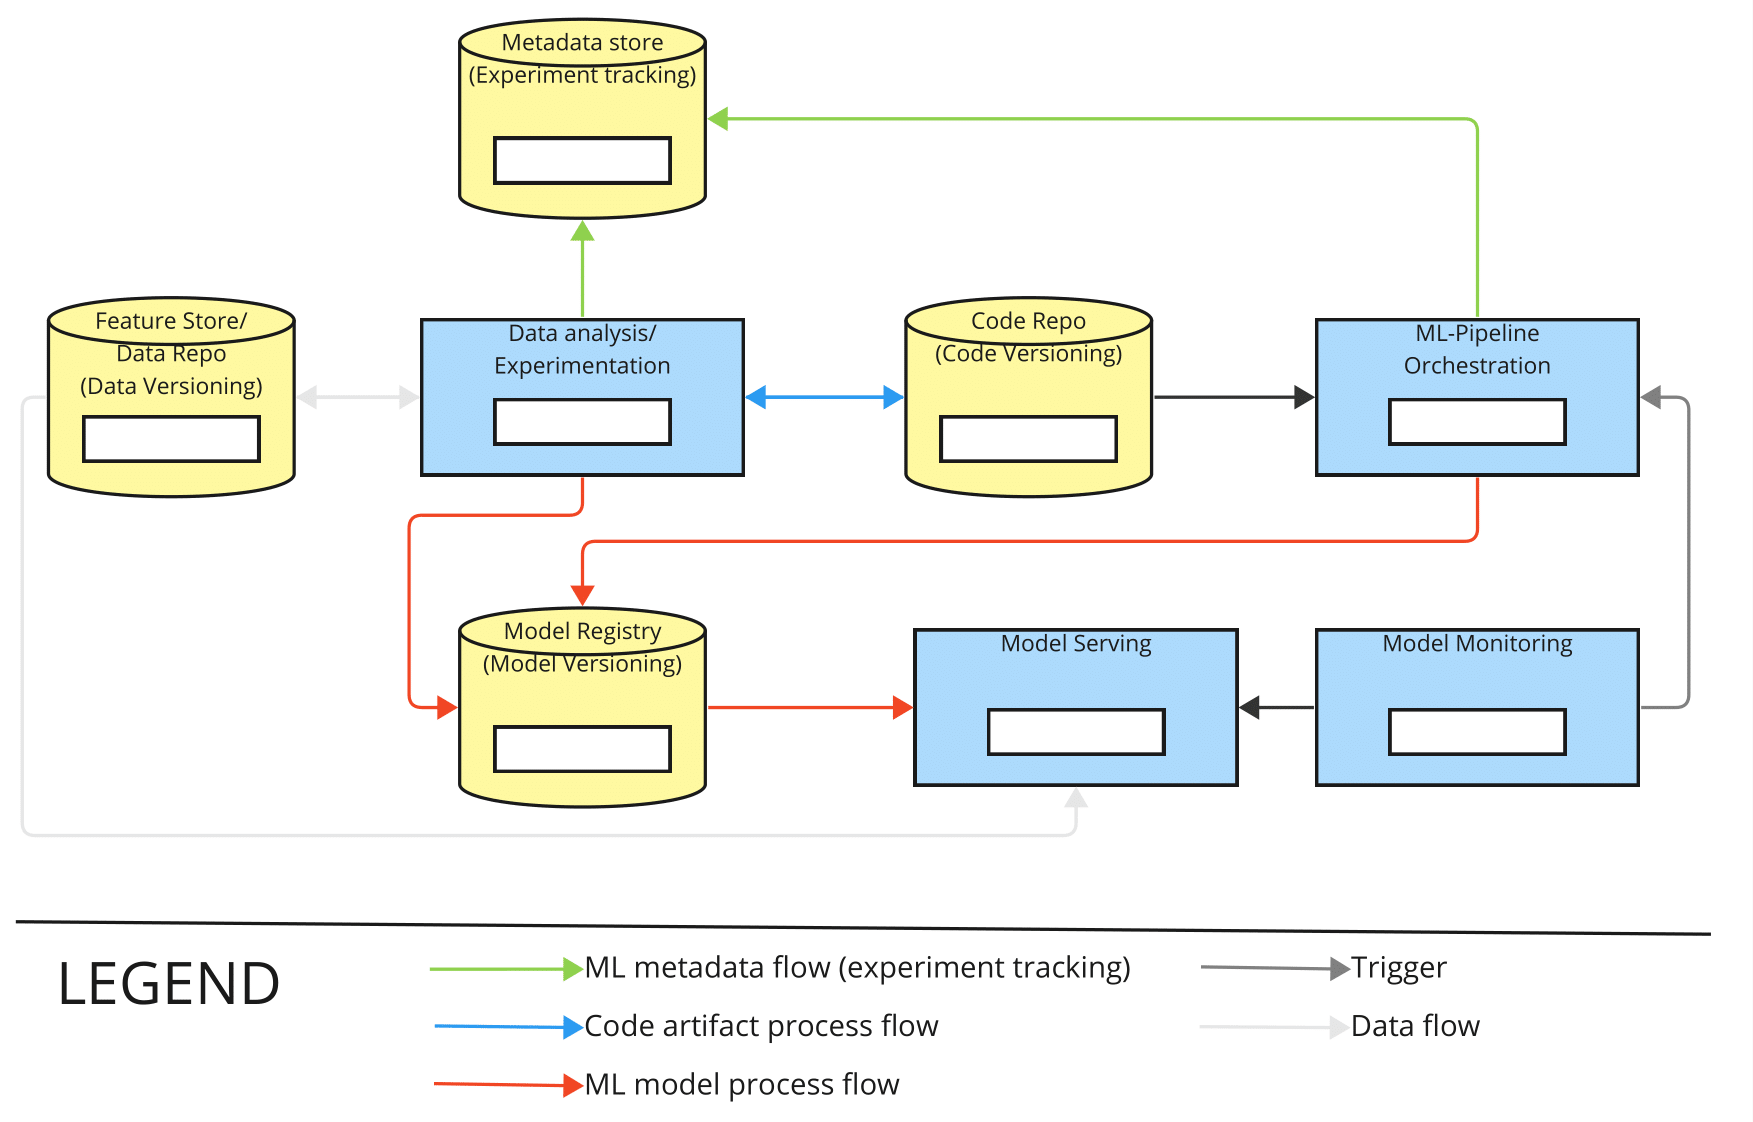 Metadata store
(Experiment tracking)
Feature Store/
Data Repo
(Data Versioning)
Data analysis/
Experimentation
Code Repo
(Code Versioning)
ML-Pipeline
Orchestration
Model Registry
(Model Versioning)
Model Serving
Model Monitoring
LEGEND
ML metadata flow (experiment tracking)
Code artifact process flow
ML model process flow
Trigger
Data flow